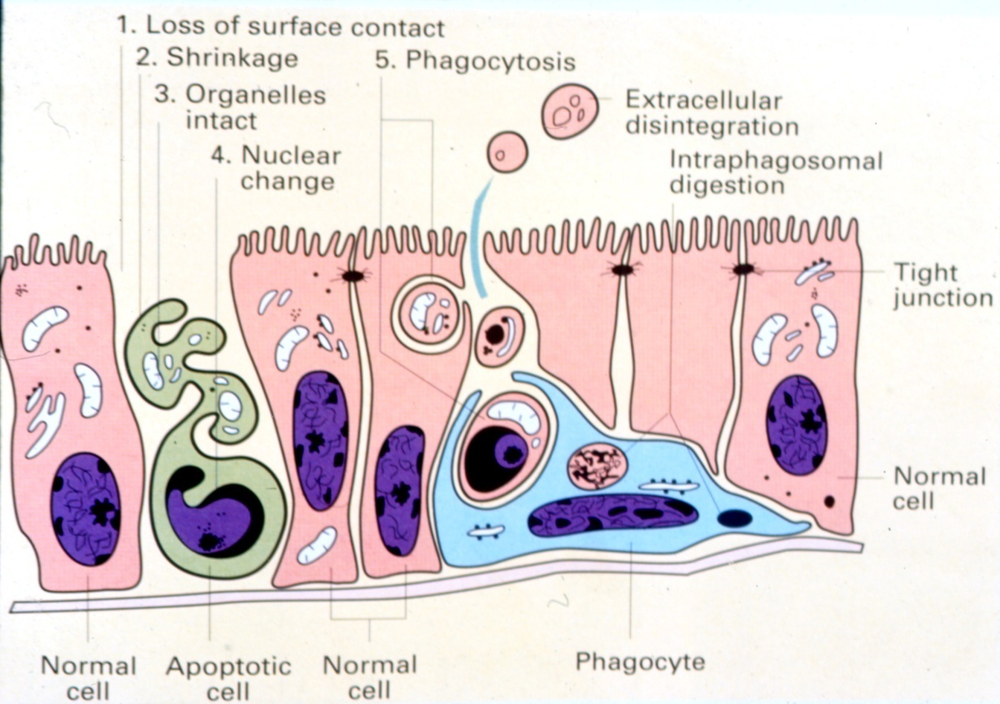 1. Loss of surface contact
2. Shrinkage
5. Phagocytosis
3. Organelles
intact
4. Nuclear
change
Extracellular
disintegration
Intraphagosomal
digestion
Tight
junction
Normal
cell
Normal
cell
Apoptotic
cell
Normal
cell
Phagocyte